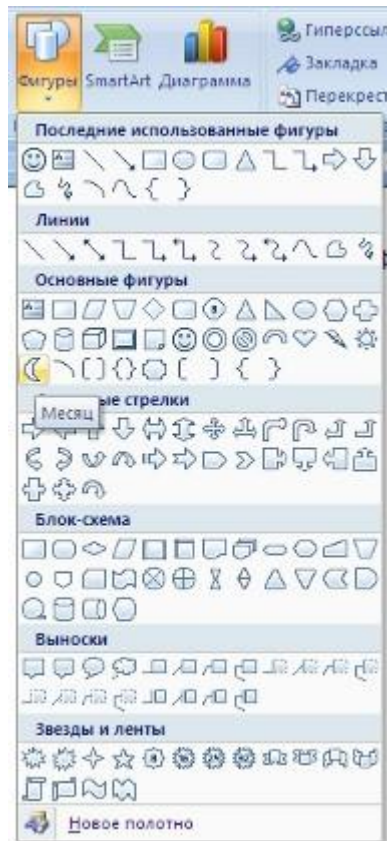 Гиперссыл
Закладка
Фигуры SmartArt Диаграмма
Перекрест
Последние использованные фигуры
Линии
Основные фигуры
Месяц
ые стрелки
Блок-схема
Выноски
Звезды и ленты
Новое полотно